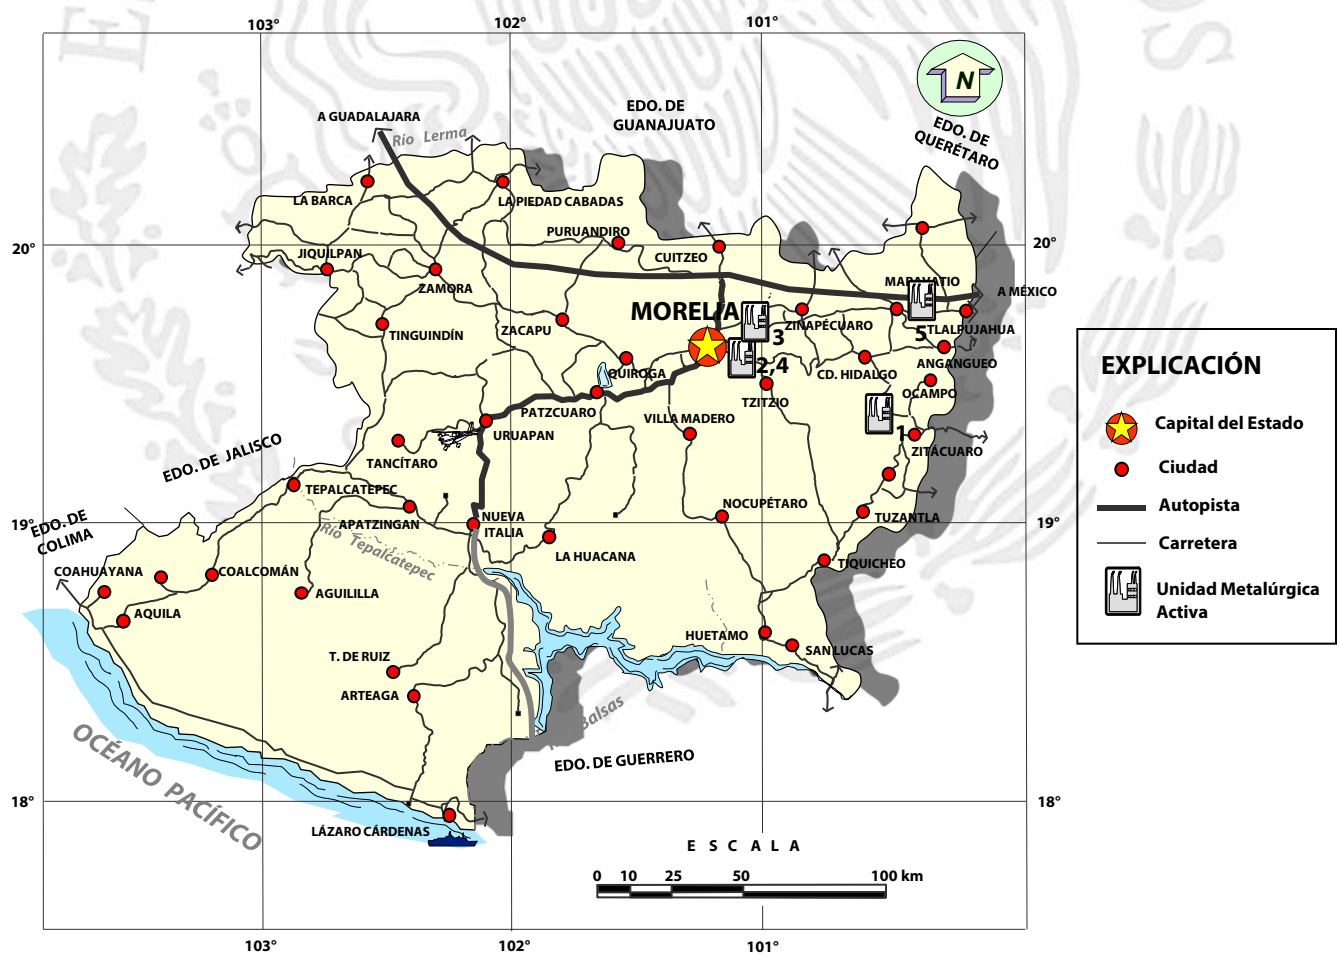 103°
102°
101°
N
EDO. DE
GUANAJUATO
A GUADALAJARA
Río Lerma
EDO. DE
QUERÉTARO
LA BARCA
LA PIEDAD CABADAS
PURUANDIRO
20°
20°
JIQUILPAN
CUITZEO
ZAMORA
MARAVATIO
A MÉXICO
MORELIA
TINGUINDÍN
ZACAPU
3
ZINAPÉCUARO
5
TLALPUJAHUA
2,4
QUIROGA
CD. HIDALGO
ANGANGUEO
OCAMPO
PATZCUARO
TZITZIO
VILLA MADERO
URUAPAN
1
ZITÁCUARO
EDO. DE JALISCO
TANCÍTARO
TEPALCATEPEC
NOCUPÉTARO
APATZINGAN
NUEVA
ITALIA
TUZANTLA
19°
19°
EDO. DE
COLIMA
Río Tepalcatepec
LA HUACANA
TIQUICHEO
COAHUAYANA
COALCOMÁN
AGUILILLA
AQUILA
HUETAMO
SAN LUCAS
T. DE RUIZ
ARTEAGA
Balsas
OCÉANO PACÍFICO
EDO. DE GUERRERO
18°
18°
LÁZARO CÁRDENAS
E S C A L A
0 10 25 50 100 km
103°
102°
101°
EXPLICACIÓN
Capital del Estado
Ciudad
Autopista
Carretera
Unidad Metalúrgica
Activa